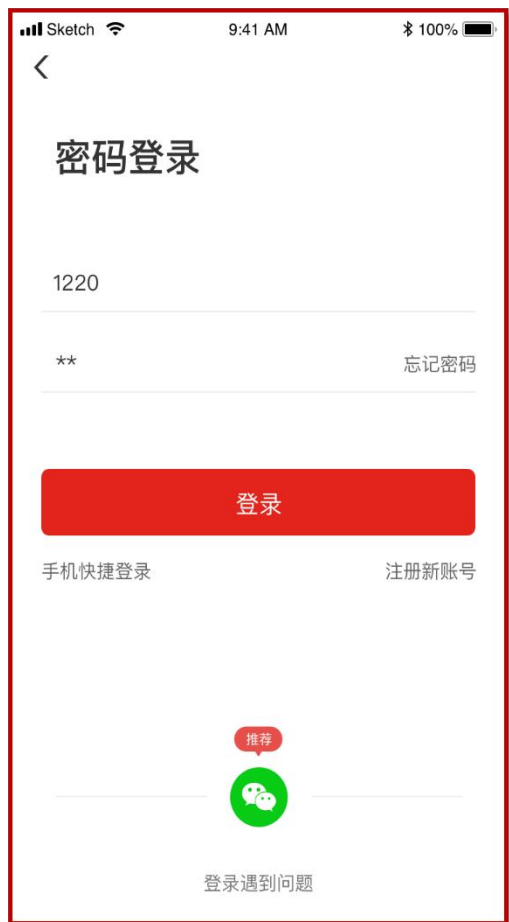 Sketch 9:41 AM 100%
密码登录
1220
** 忘记密码
登录
手机快捷登录 注册新账号
推荐
登录遇到问题